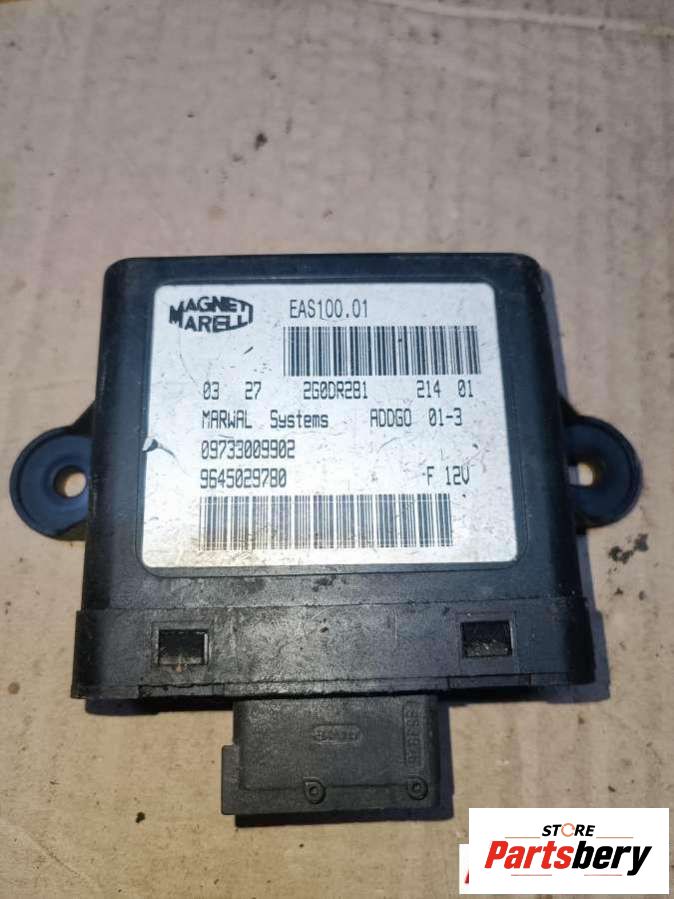 MAGNETI
MARELLI
EAS100.01
03 27 2G0DR281 214 01
MARWAL Systems ADDGO 01-3
09733009902
9645029780 F 12V
STORE
Partsbery